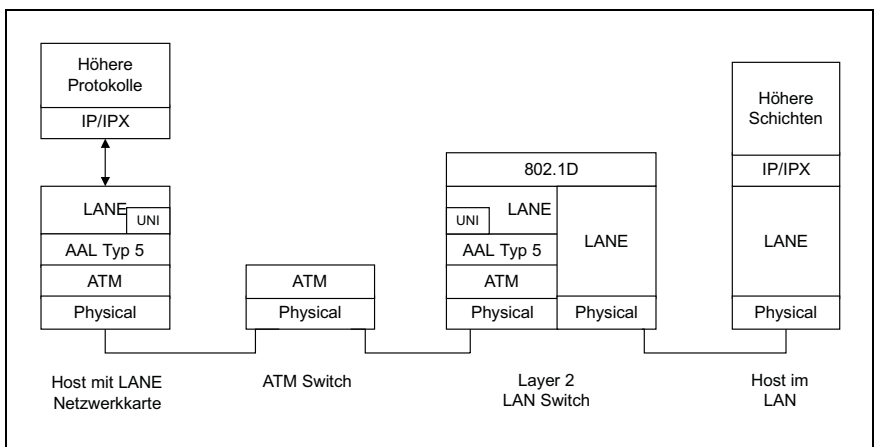 Höhere
Protokolle
IP/IPX
LANE
UNI
AAL Typ 5
ATM
Physical
Host mit LANE
Netzwerkkarte
ATM
Physical
ATM Switch
802.1D
UNI
LANE
AAL Typ 5
ATM
Physical
LANE
Physical
Layer 2
LAN Switch
Höhere
Schichten
IP/IPX
LANE
Physical
Host im
LAN